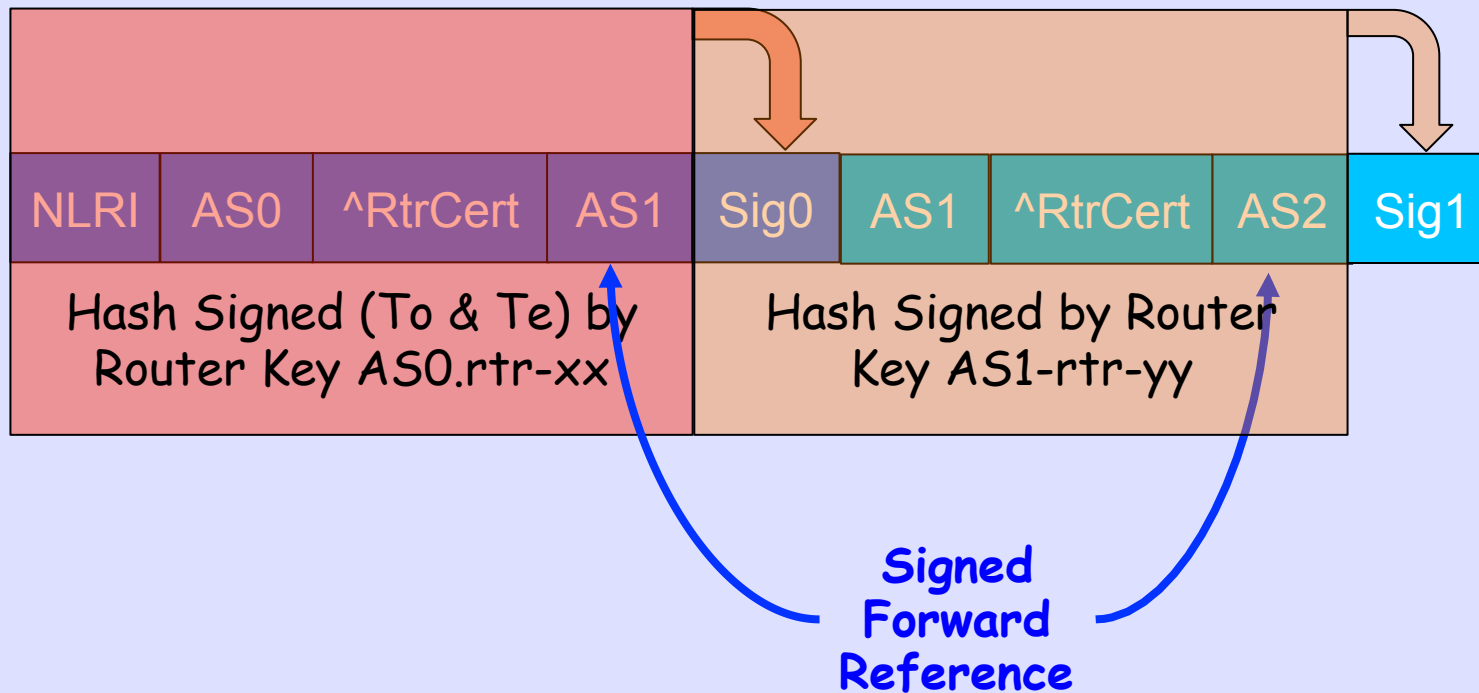 NLRI AS0 ^RtrCert AS1 Sig0 AS1 ^RtrCert AS2 Sig1
Hash Signed (To & Te) by
Router Key AS0.rtr-xx
Hash Signed by Router
Key AS1-rtr-yy
Signed
Forward
Reference